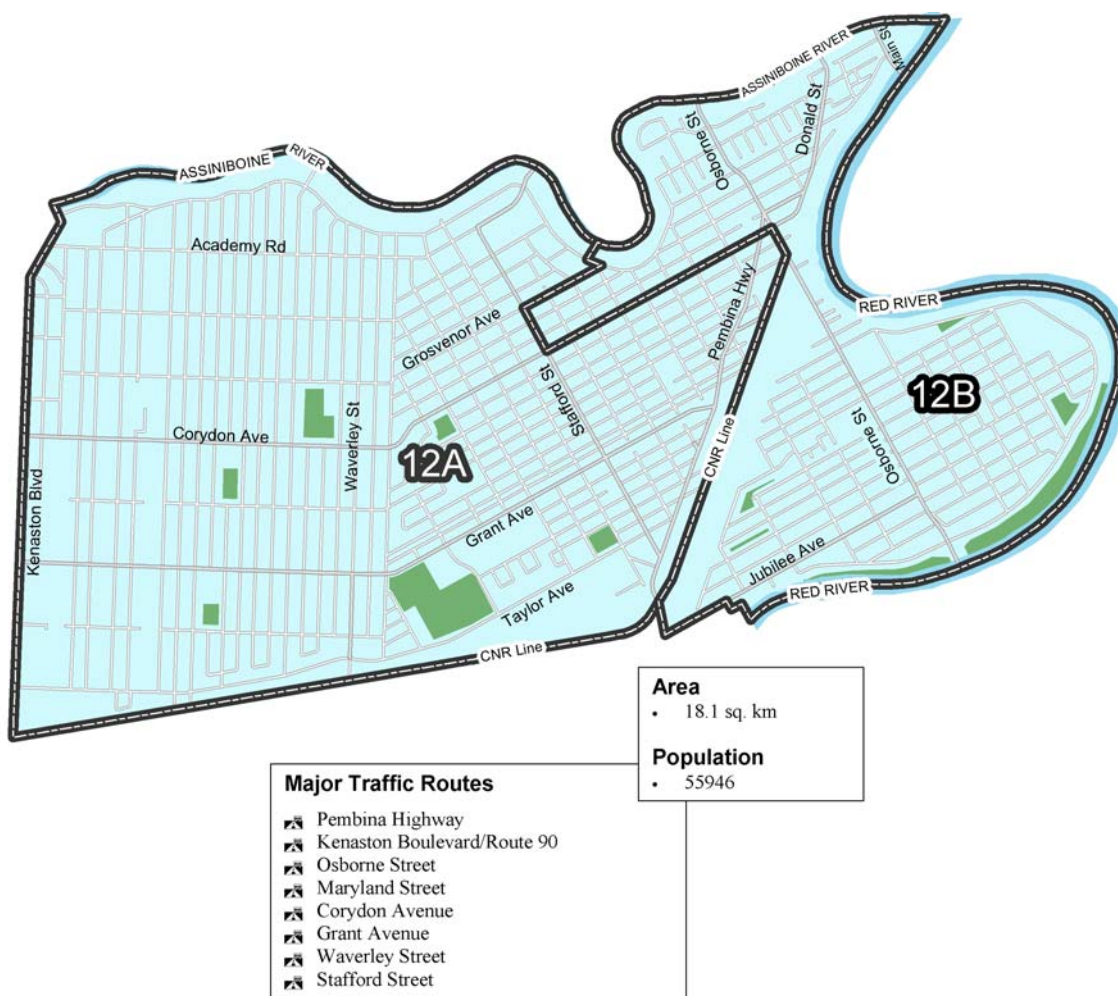 Main St
ASSINIBOINE RIVER
Donald St
Osborne St
ASSINIBOINE RIVER
Academy Rd
Pembina Hwy
RED RIVER
Grosvenor Ave
Stafford St
12B
Waverley St
Corydon Ave
12A
CNR Line
Osborne St
Kenaston Blvd
Grant Ave
Jubilee Ave
Taylor Ave
RED RIVER
CNR Line
Area
• 18.1 sq. km
Population
• 55946
Major Traffic Routes
Pembina Highway
Kenaston Boulevard/Route 90
Osborne Street
Maryland Street
Corydon Avenue
Grant Avenue
Waverley Street
Stafford Street